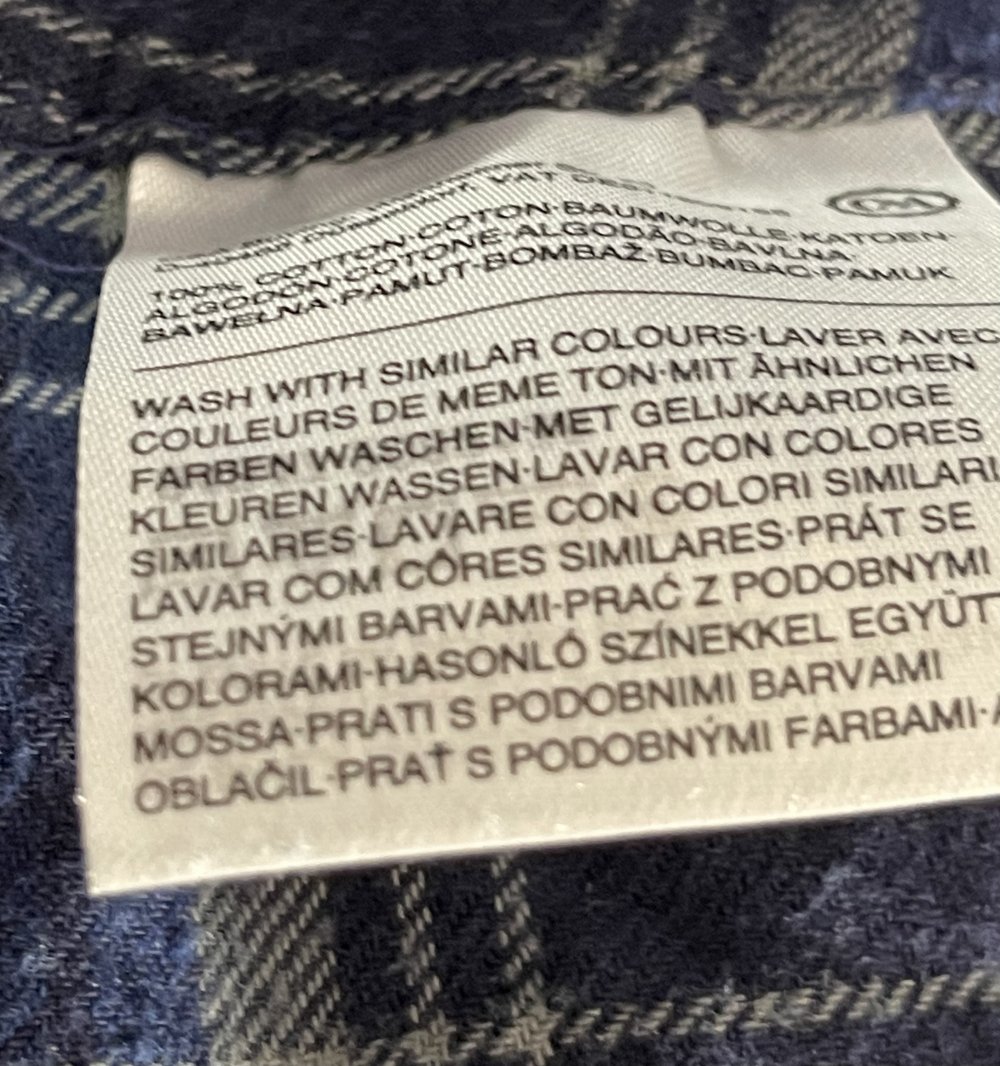 100% COTTON·COTON·BAUMWOLLE·KATOEN·
ALGODON·COTONE·ALGODÃO·BAVLNA·
BAWEŁNA·PAMUT·BOMBAŽ·BUMBAC·PAMUK
WASH WITH SIMILAR COLOURS·LAVER AVEC
COULEURS DE MEME TON·MIT ÄHNLICHEN
FARBEN WASCHEN·MET GELIJKAARDIGE
KLEUREN WASSEN·LAVAR CON COLORES
SIMILARES·LAVARE CON COLORI SIMILARI
LAVAR COM CÔRES SIMILARES·PRÁT SE
STEJNÝMI BARVAMI·PRAĆ Z PODOBNYMI
KOLORAMI·HASONLÓ SZÍNEKKEL EGYÜT
MOSSA·PRATI S PODOBNIMI BARVAMI
OBLAČIL·PRAŤ S PODOBNÝMI FARBAMI·